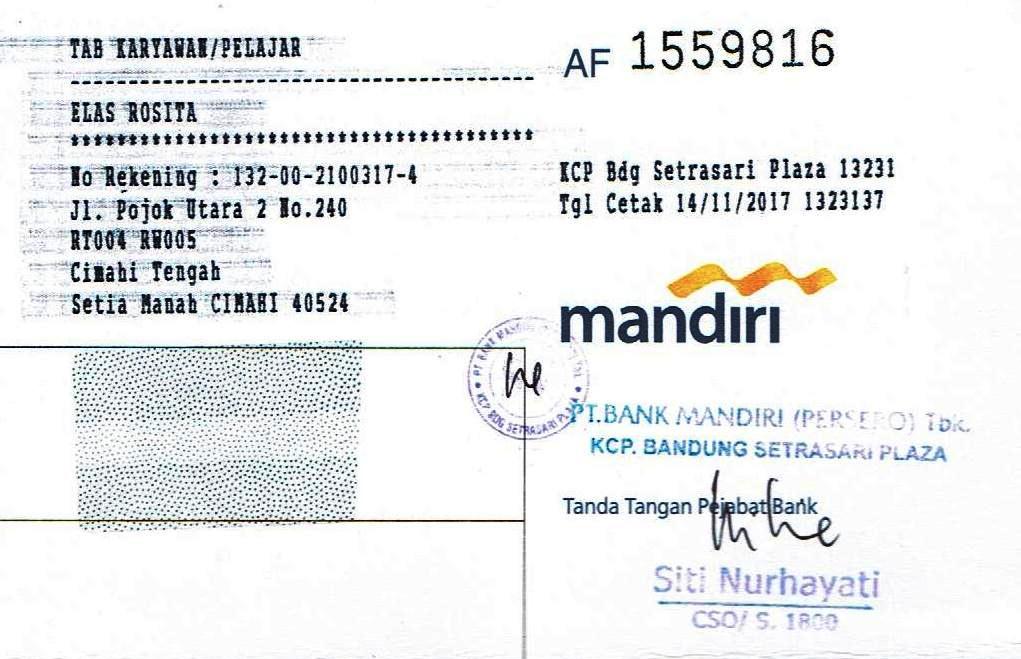 TAB KARYAWAN/PELAJAR
AF 1559816
----------------------------------------
ELAS ROSITA
****************************************
No Rekening : 132-00-2100317-4
Jl. Pojok Utara 2 No.240
RT004 RW005
Cimahi Tengah
Setia Manah CIMAHI 40524
KCP Bdg Setrasari Plaza 13231
Tgl Cetak 14/11/2017 1323137
mandiri
PT BANK MANDIRI
KCP BDG SETRASARI PLAZA
PT.BANK MANDIRI (PERSERO) Tbk.
KCP. BANDUNG SETRASARI PLAZA
Tanda Tangan Pejabat Bank
Siti Nurhayati
CSO/ S. 1800